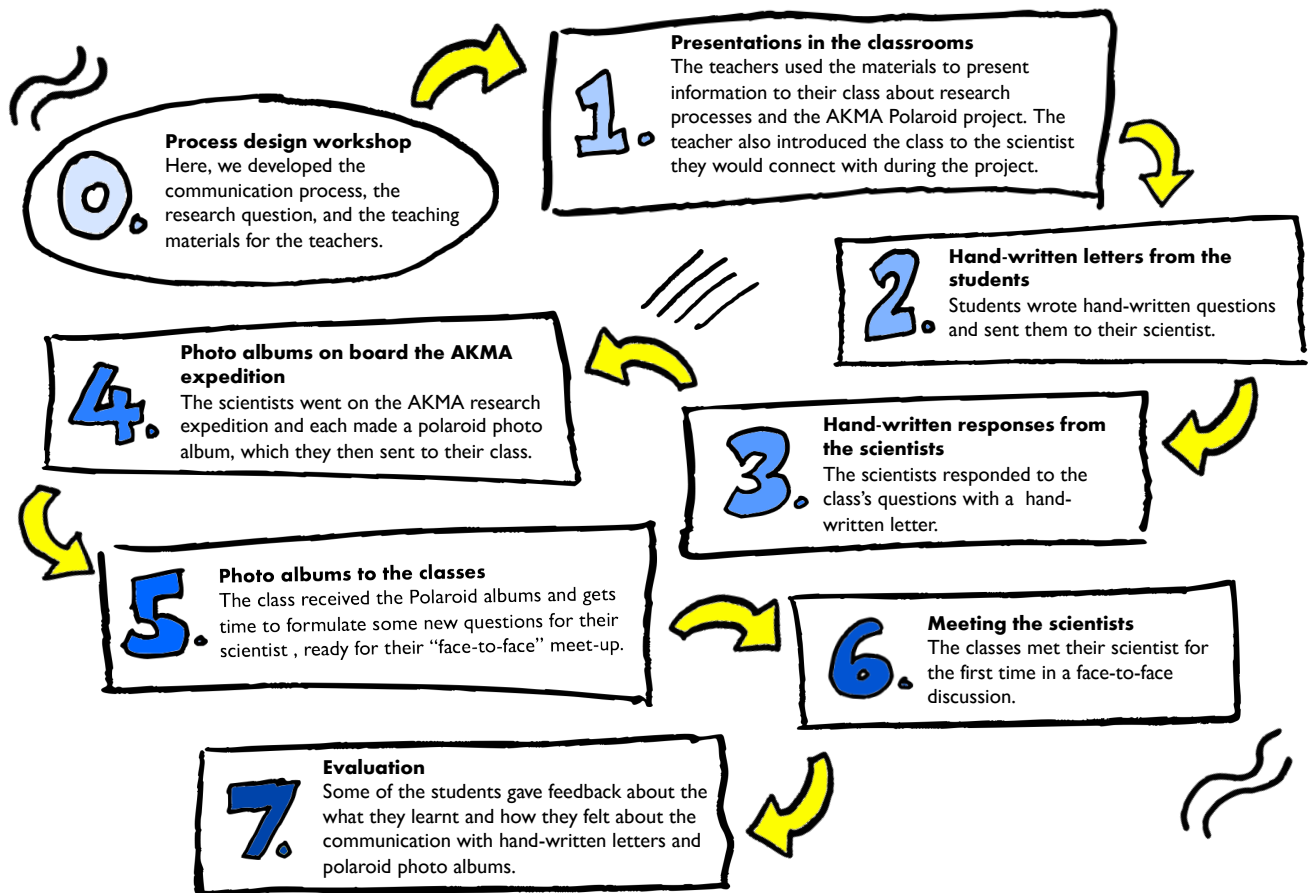 0.
Process design workshop
Here, we developed the
communication process, the
research question, and the teaching
materials for the teachers.
1.
Presentations in the classrooms
The teachers used the materials to present
information to their class about research
processes and the AKMA Polaroid project. The
teacher also introduced the class to the scientist
they would connect with during the project.
2.
Hand-written letters from the
students
Students wrote hand-written questions
and sent them to their scientist.
3.
Hand-written responses from
the scientists
The scientists responded to the
class's questions with a hand-
written letter.
4.
Photo albums on board the AKMA
expedition
The scientists went on the AKMA research
expedition and each made a polaroid photo
album, which they then sent to their class.
5.
Photo albums to the classes
The class received the Polaroid albums and gets
time to formulate some new questions for their
scientist , ready for their “face-to-face” meet-up.
6.
Meeting the scientists
The classes met their scientist for
the first time in a face-to-face
discussion.
7.
Evaluation
Some of the students gave feedback about the
what they learnt and how they felt about the
communication with hand-written letters and
polaroid photo albums.